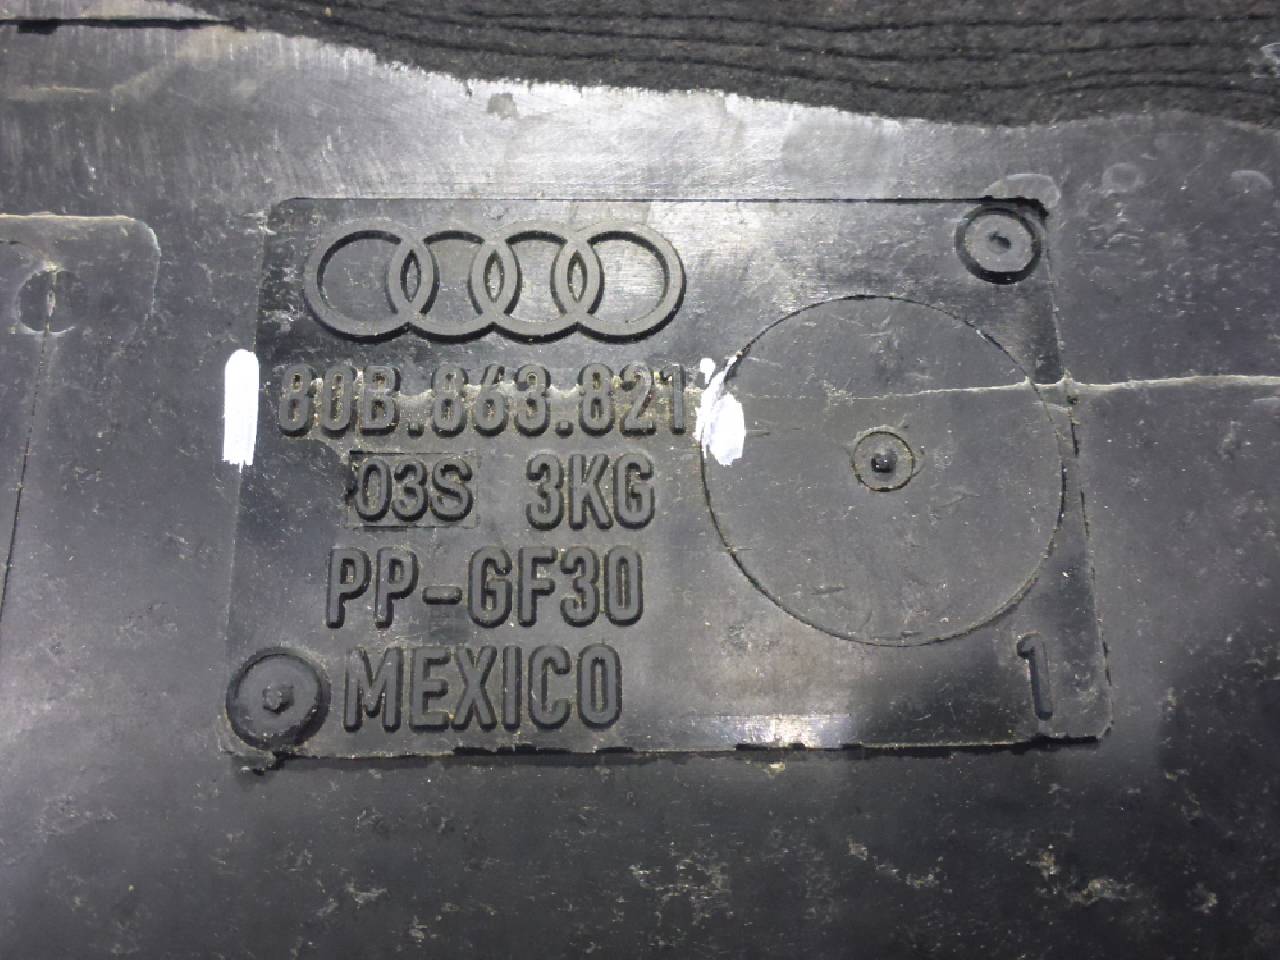 80B.863.821
03S 3KG
PP-GF30
MEXICO
1